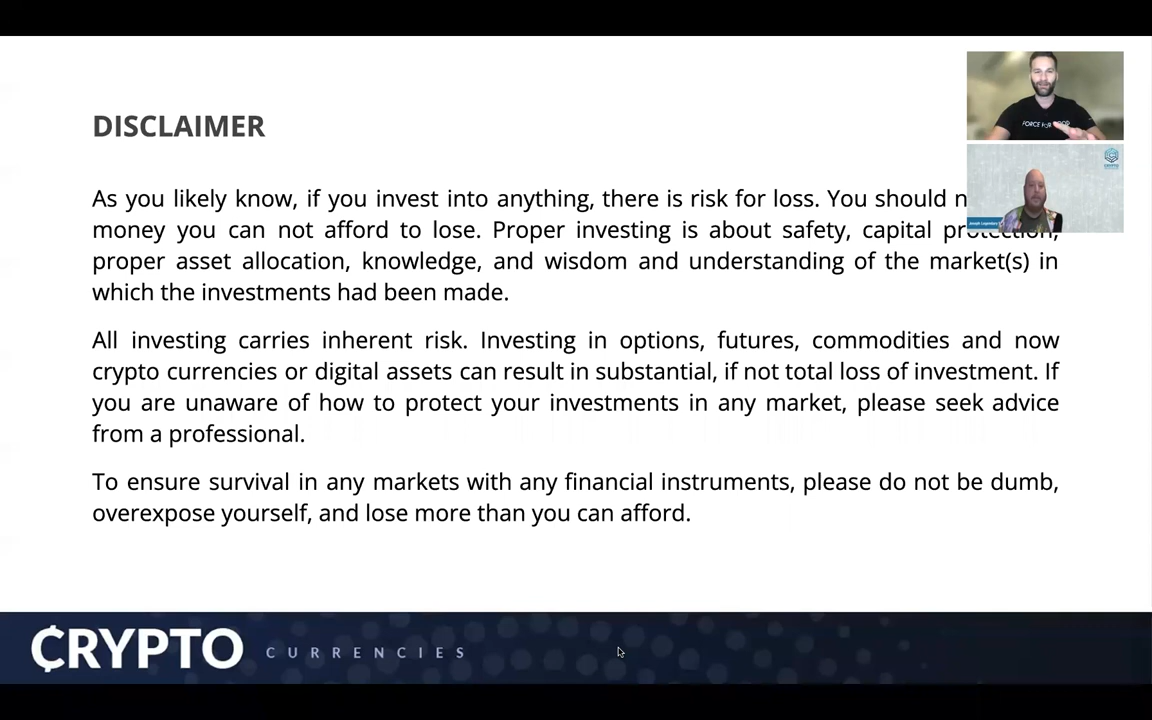 DISCLAIMER
As you likely know, if you invest into anything, there is risk for loss. You should
money you can not afford to lose. Proper investing is about safety, capital protection,
proper asset allocation, knowledge, and wisdom and understanding of the market(s) in
which the investments had been made.
All investing carries inherent risk. Investing in options, futures, commodities and now
crypto currencies or digital assets can result in substantial, if not total loss of investment. If
you are unaware of how to protect your investments in any market, please seek advice
from a professional.
To ensure survival in any markets with any financial instruments, please do not be dumb,
overexpose yourself, and lose more than you can afford.
CRYPTO CURRENCIES